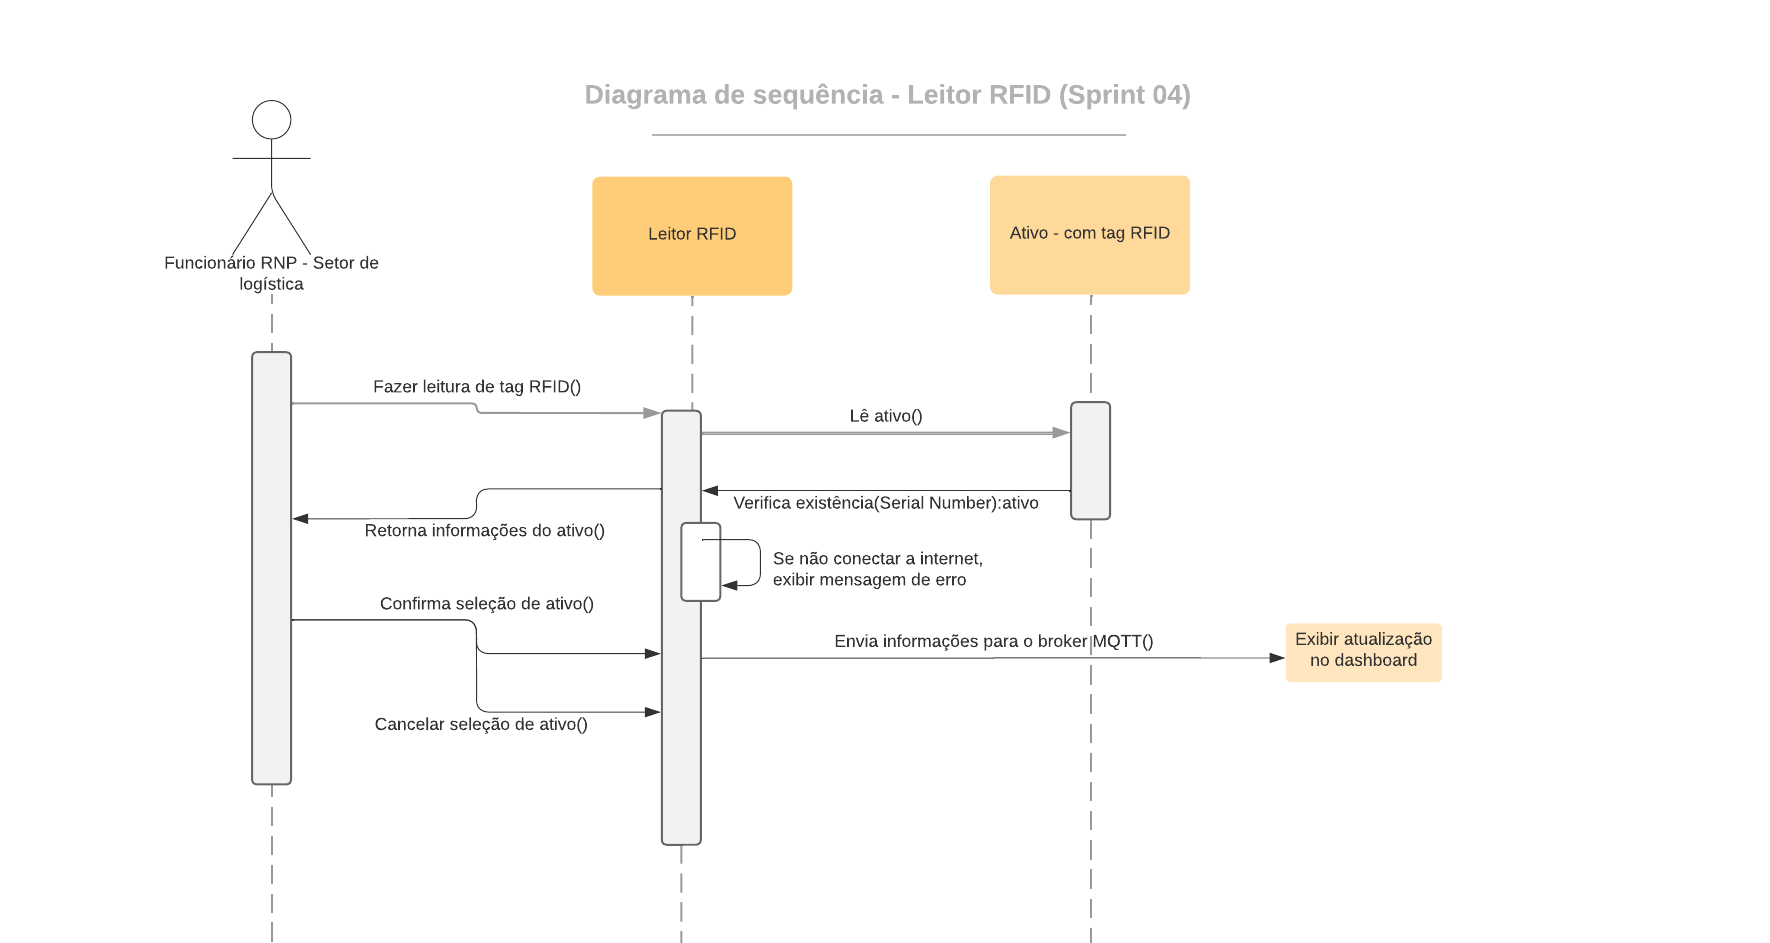 Diagrama de sequência - Leitor RFID (Sprint 04)
Funcionário RNP - Setor de
logística
Leitor RFID
Ativo - com tag RFID
Fazer leitura de tag RFID()
Lê ativo()
Verifica existência(Serial Number):ativo
Retorna informações do ativo()
Se não conectar a internet,
exibir mensagem de erro
Confirma seleção de ativo()
Envia informações para o broker MQTT()
Exibir atualização
no dashboard
Cancelar seleção de ativo()